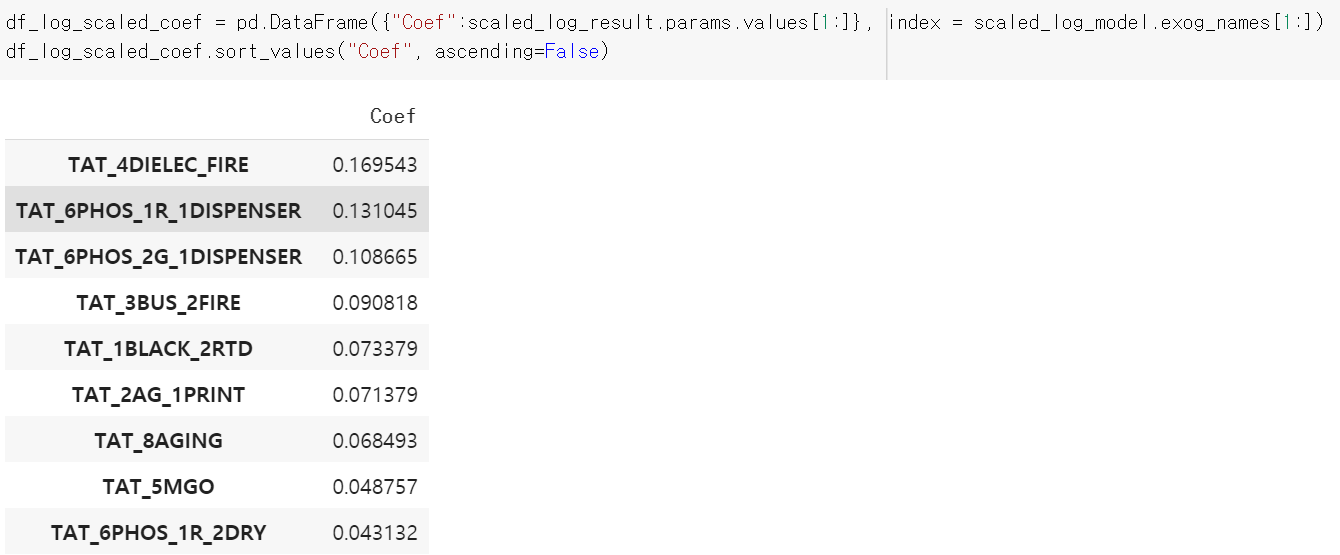 df_log_scaled_coef = pd.DataFrame({"Coef":scaled_log_result.params.values[1:]}, index = scaled_log_model.exog_names[1:])
df_log_scaled_coef.sort_values("Coef", ascending=False)
Coef
TAT_4DIELEC_FIRE 0.169543
TAT_6PHOS_1R_1DISPENSER 0.131045
TAT_6PHOS_2G_1DISPENSER 0.108665
TAT_3BUS_2FIRE 0.090818
TAT_1BLACK_2RTD 0.073379
TAT_2AG_1PRINT 0.071379
TAT_8AGING 0.068493
TAT_5MGO 0.048757
TAT_6PHOS_1R_2DRY 0.043132